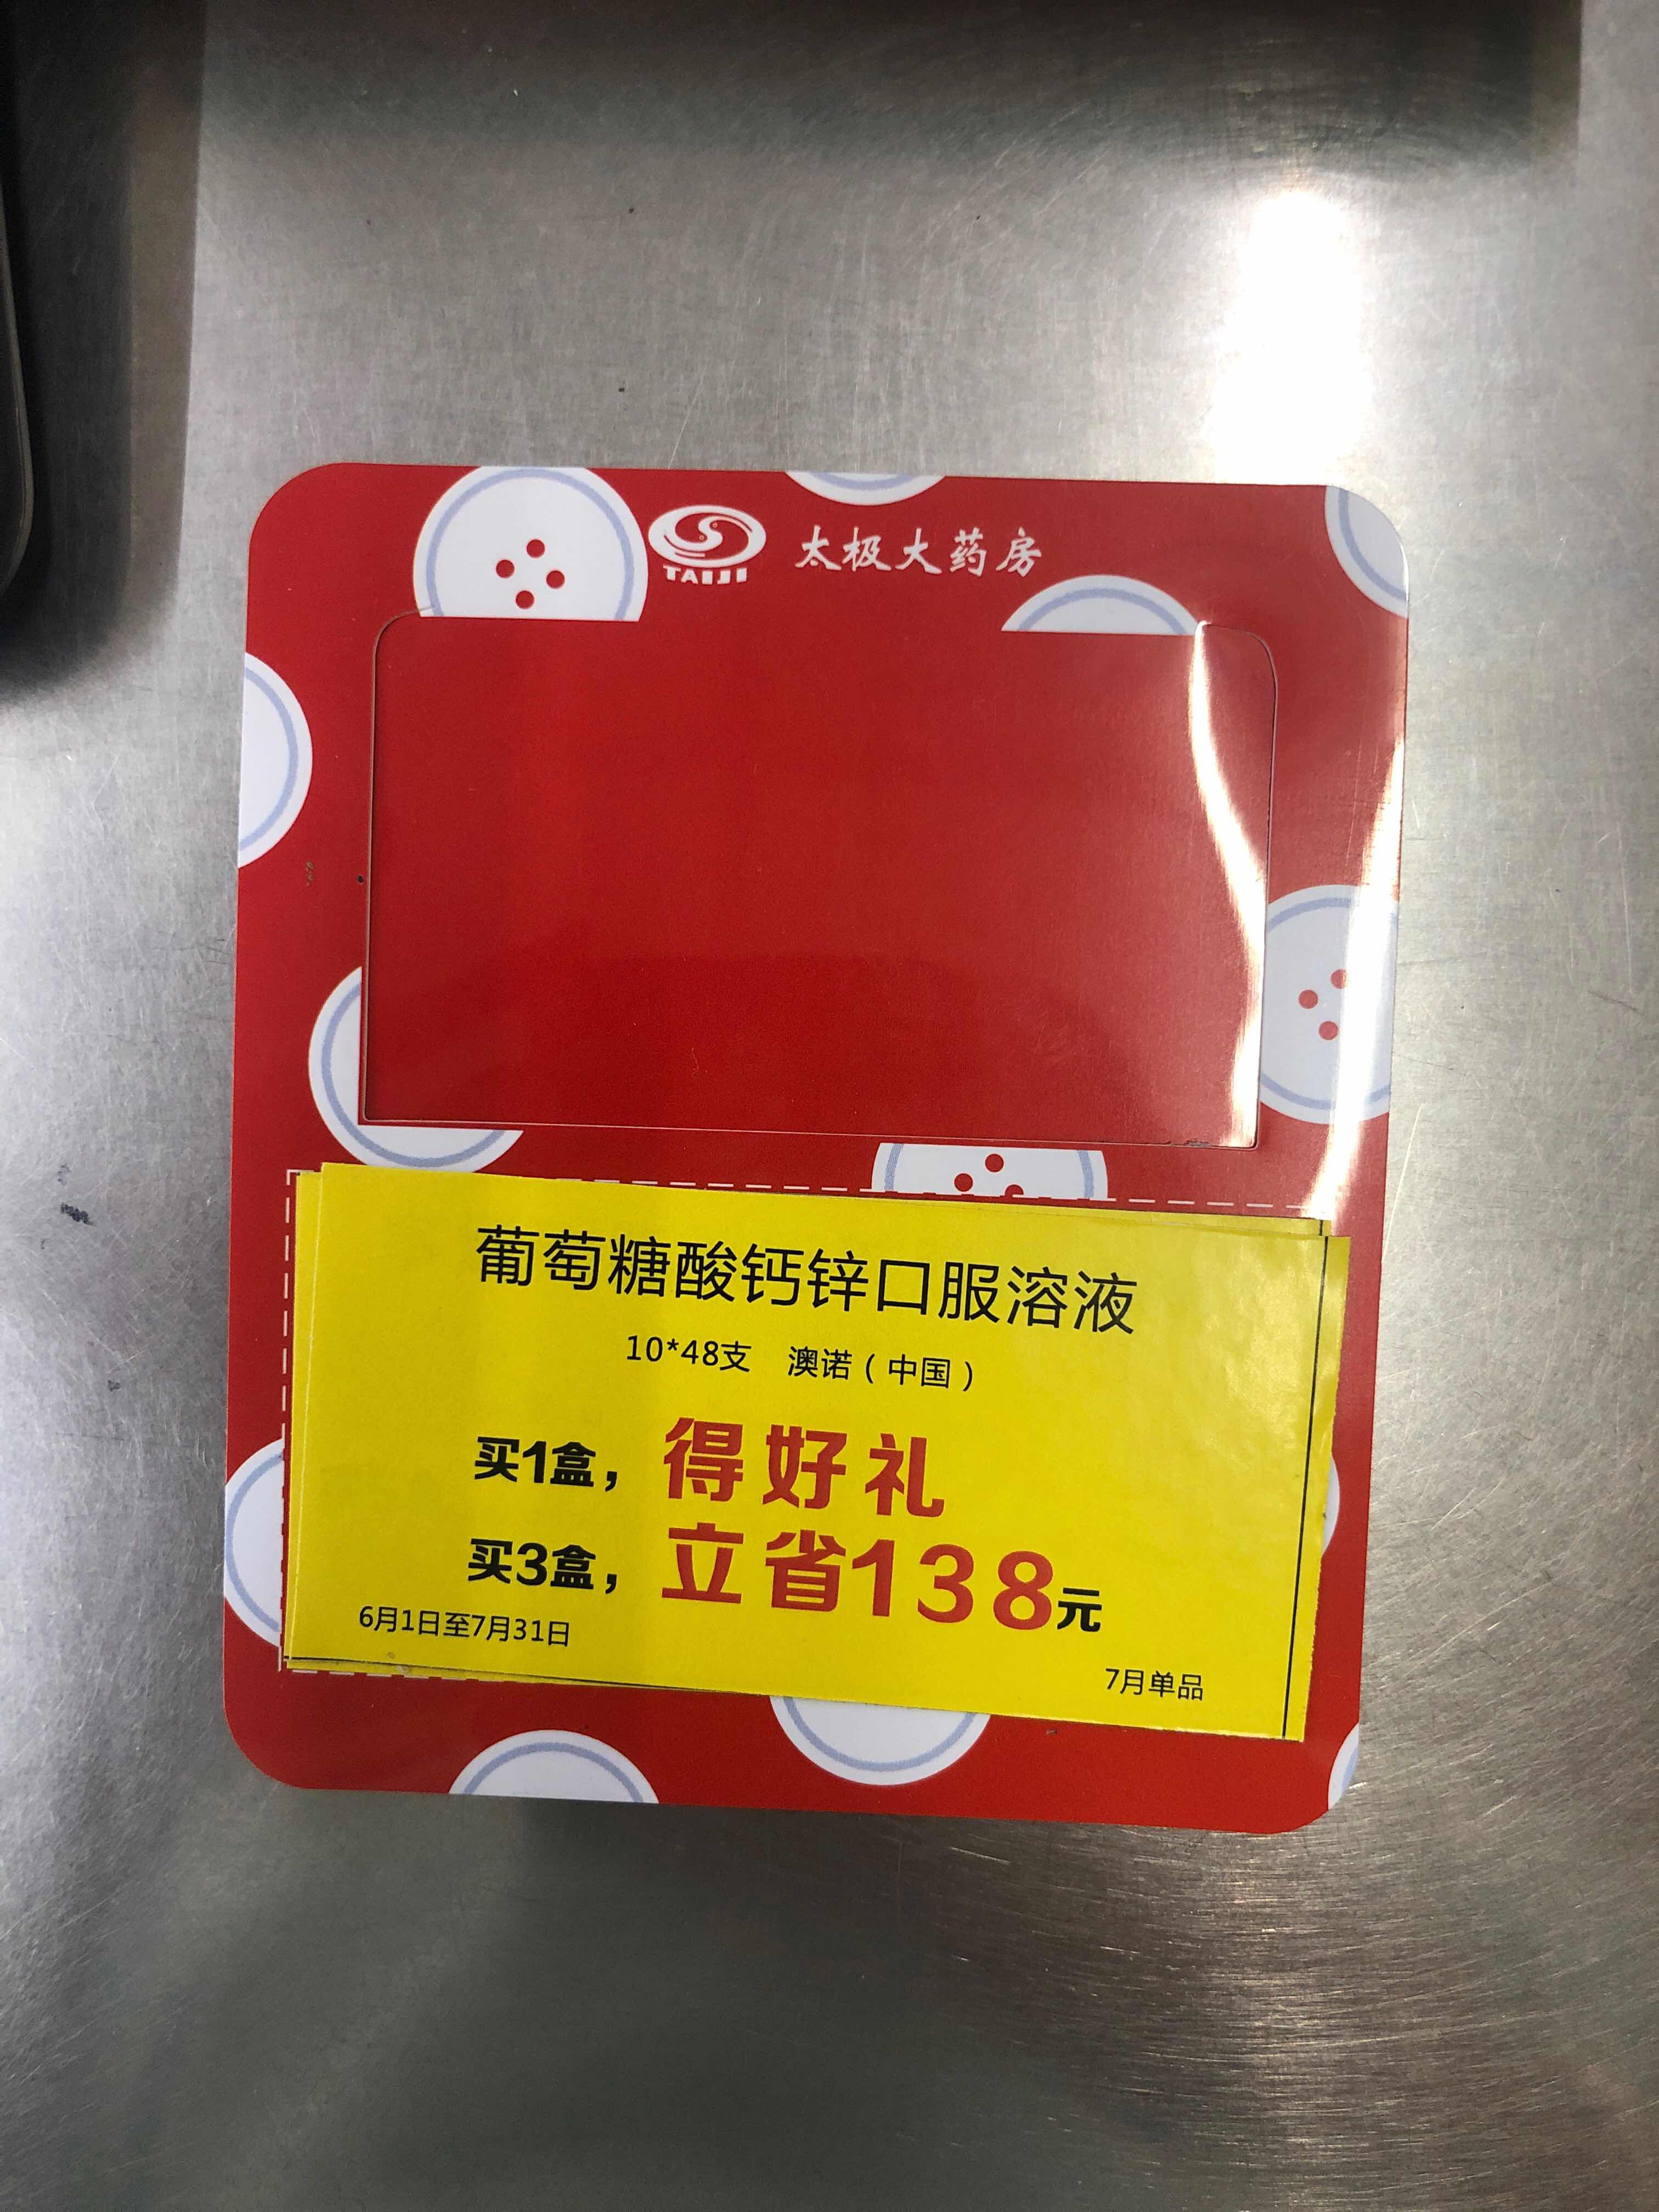 TAIJI 太极大药房
葡萄糖酸钙锌口服溶液
10*48支 澳诺（中国）
买1盒，得好礼
买3盒，立省138元
6月1日至7月31日
7月单品